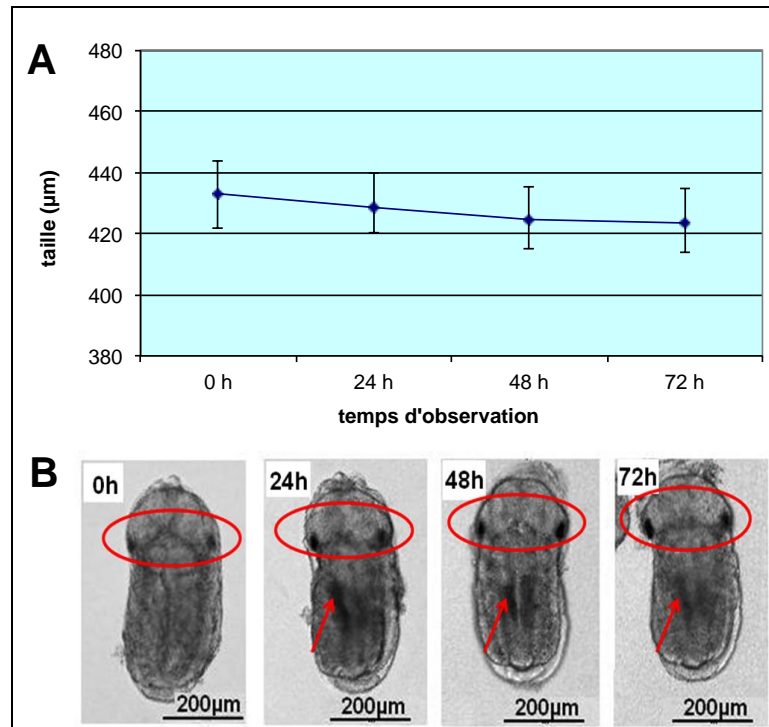 A
480
460
440
420
400
380
taille (µm)
0 h 24 h 48 h 72 h
temps d'observation
B
0h 24h 48h 72h
200µm 200µm 200µm 200µm